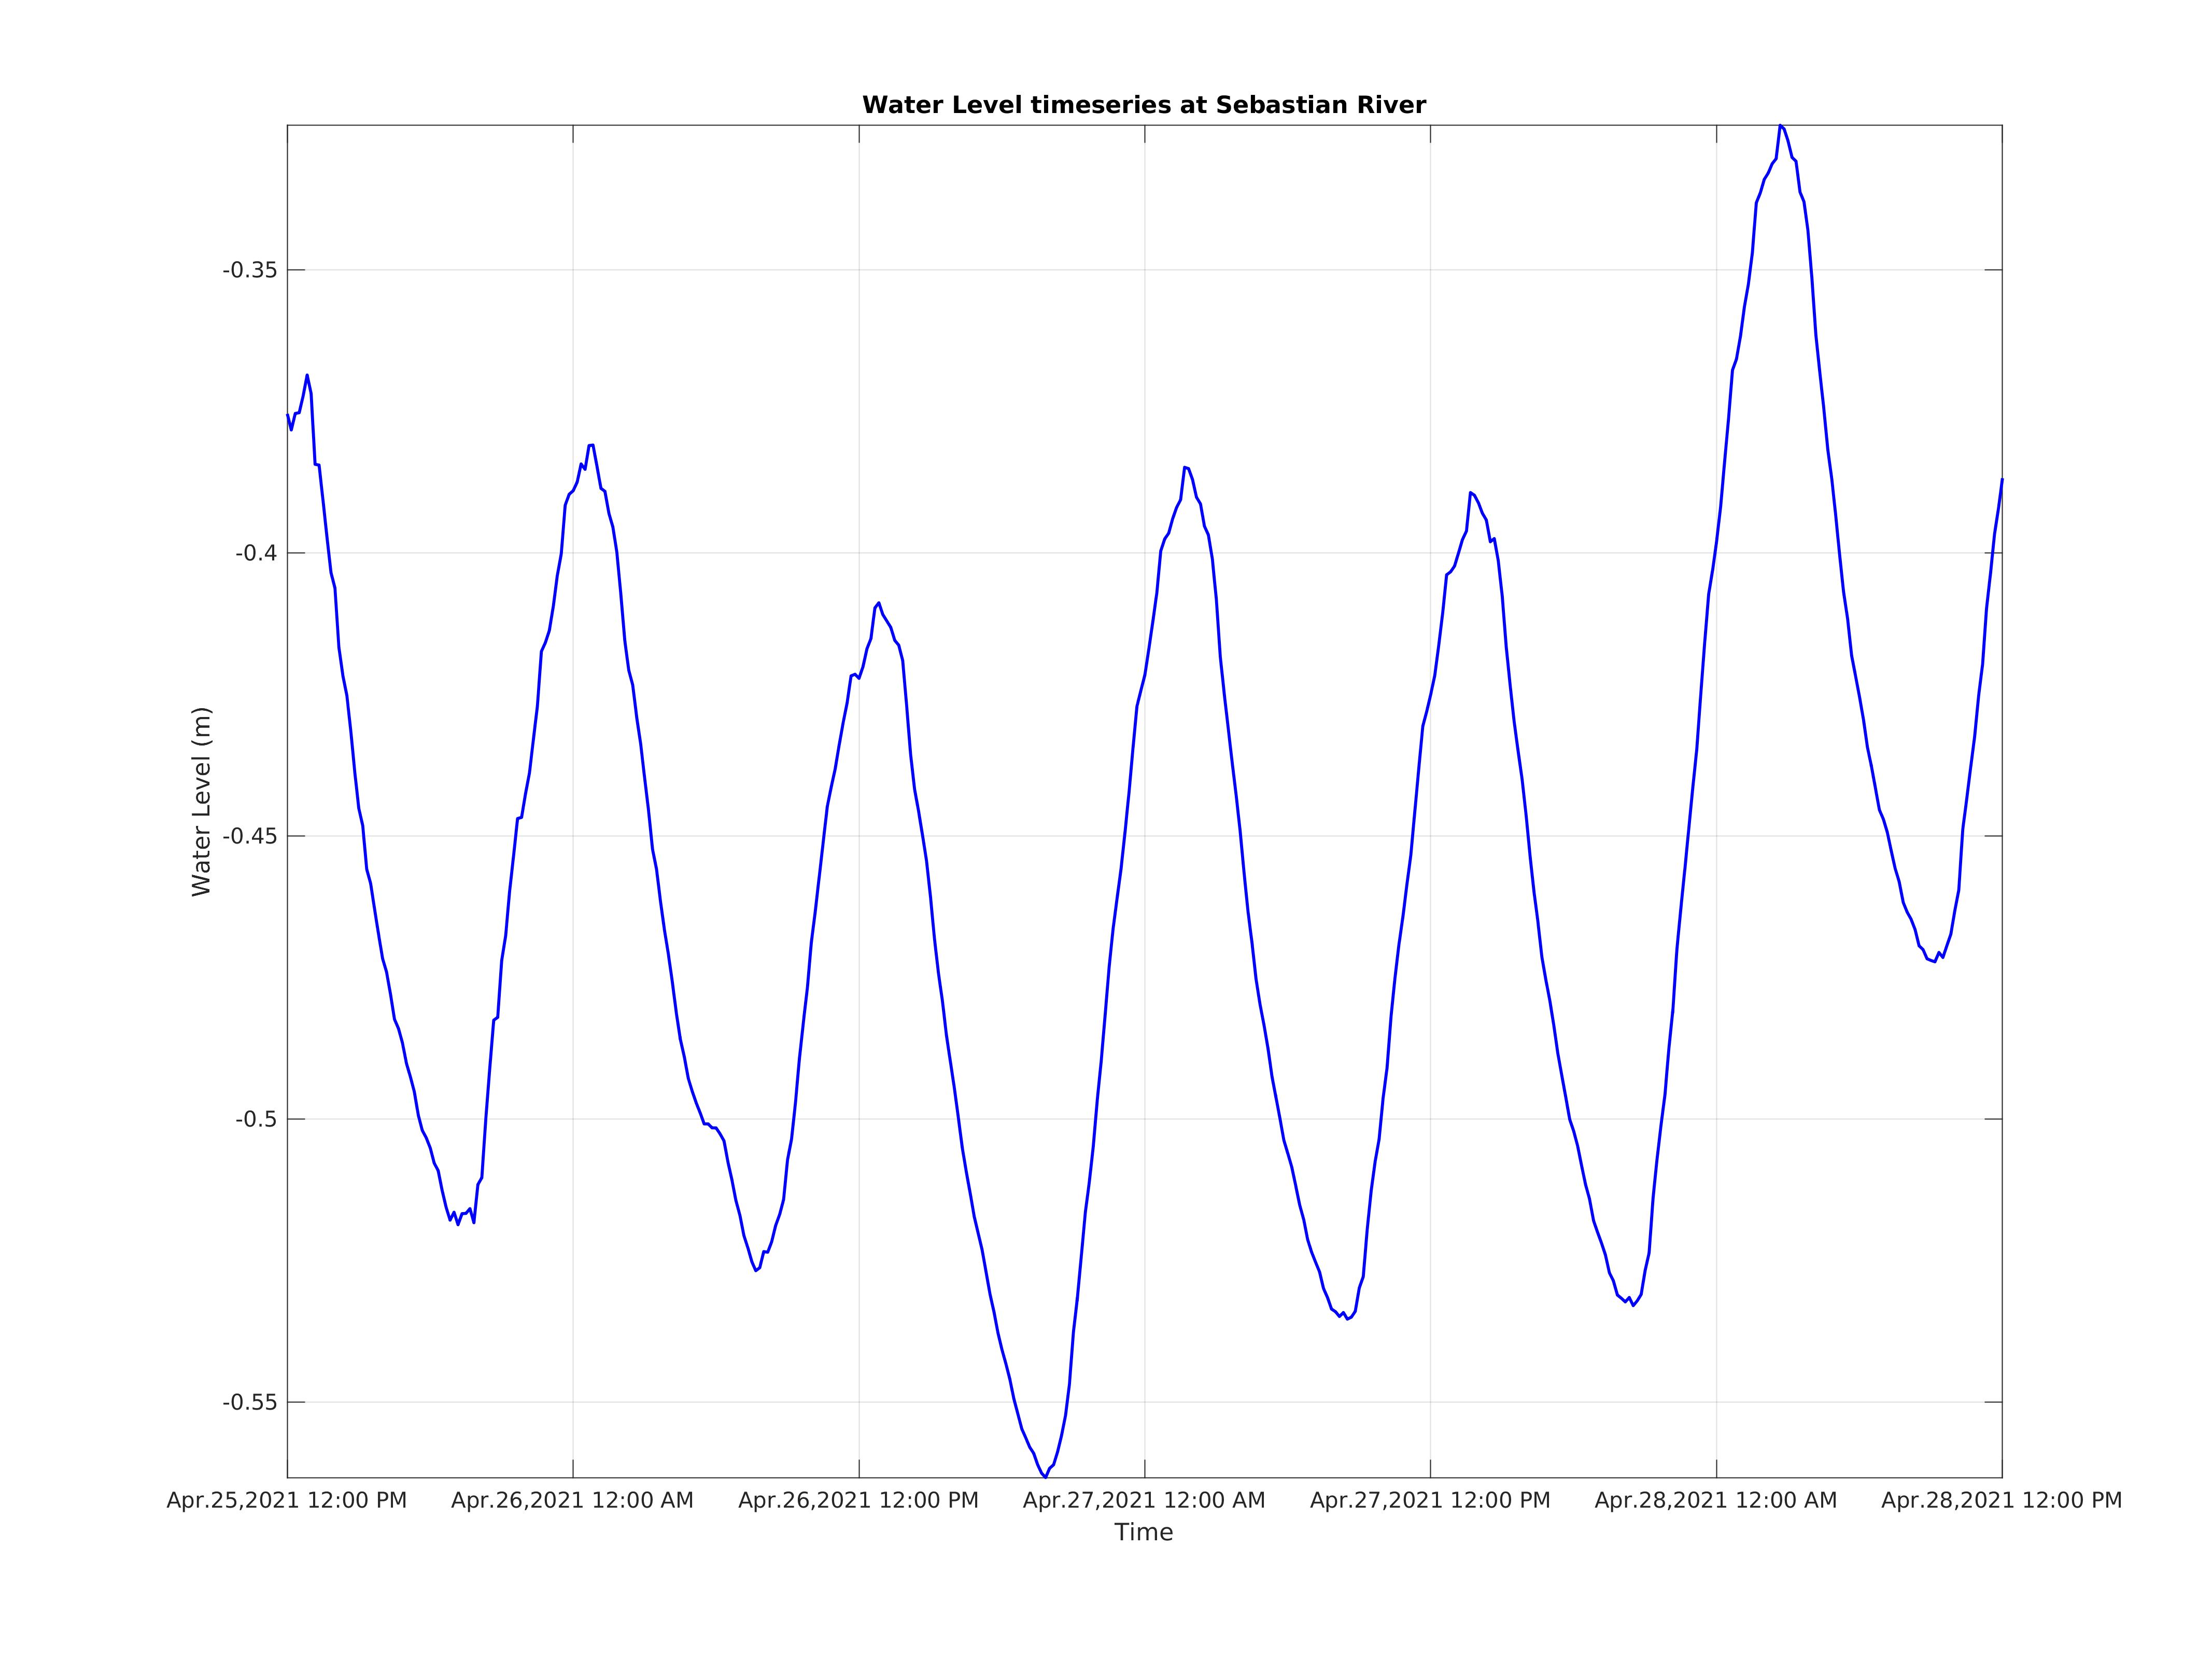 Water Level timeseries at Sebastian River
-0.35
-0.4
-0.45
-0.5
-0.55
Water Level (m)
Apr.25,2021 12:00 PM
Apr.26,2021 12:00 AM
Apr.26,2021 12:00 PM
Apr.27,2021 12:00 AM
Apr.27,2021 12:00 PM
Apr.28,2021 12:00 AM
Apr.28,2021 12:00 PM
Time